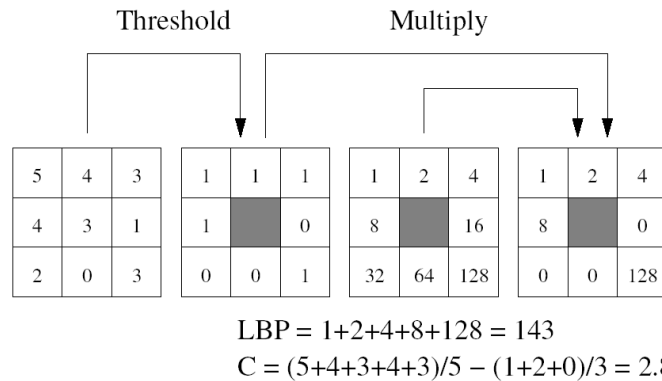 Threshold Multiply
5 4 3 1 1 1 1 2 4 1 2 4
4 3 1 1 0 8 16 8 0
2 0 3 0 0 1 32 64 128 0 0 128
LBP = 1+2+4+8+128 = 143
C = (5+4+3+4+3)/5 − (1+2+0)/3 = 2.8